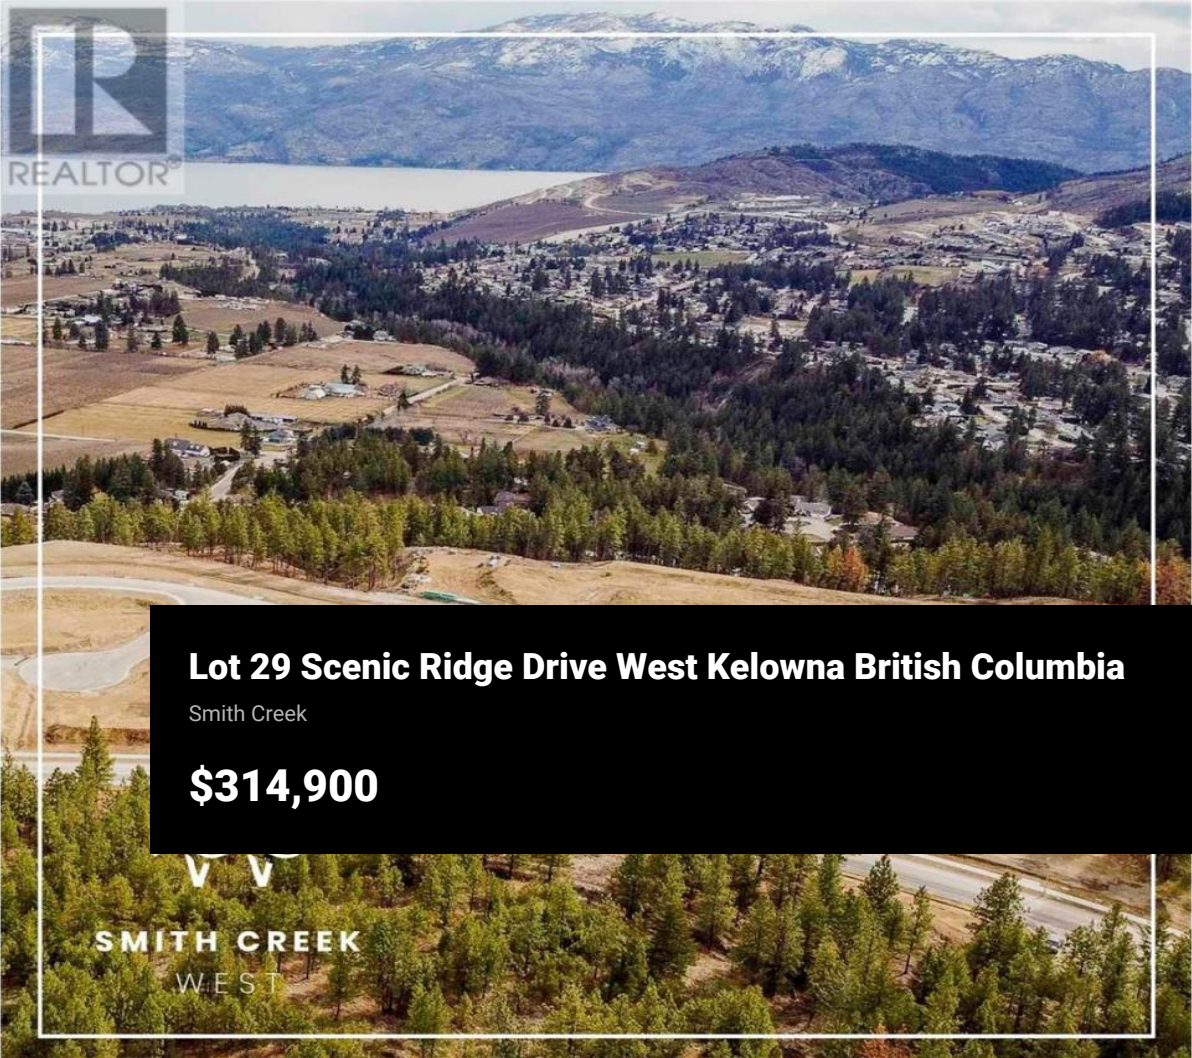 REALTOR®
Lot 29 Scenic Ridge Drive West Kelowna British Columbia
Smith Creek
$314,900
SMITH CREEK
WEST